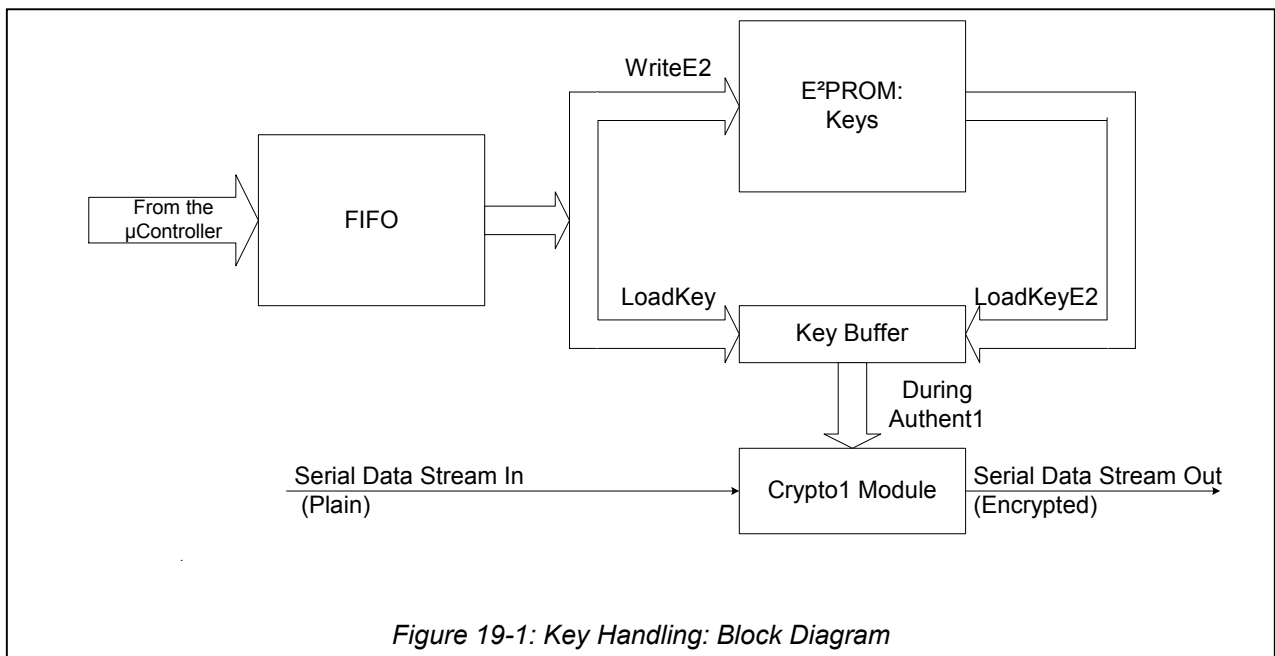 WriteE2
E²PROM:
Keys
From the
µController
FIFO
LoadKey
LoadKeyE2
Key Buffer
During
Authent1
Serial Data Stream In
(Plain)
Crypto1 Module
Serial Data Stream Out
(Encrypted)
Figure 19-1: Key Handling: Block Diagram